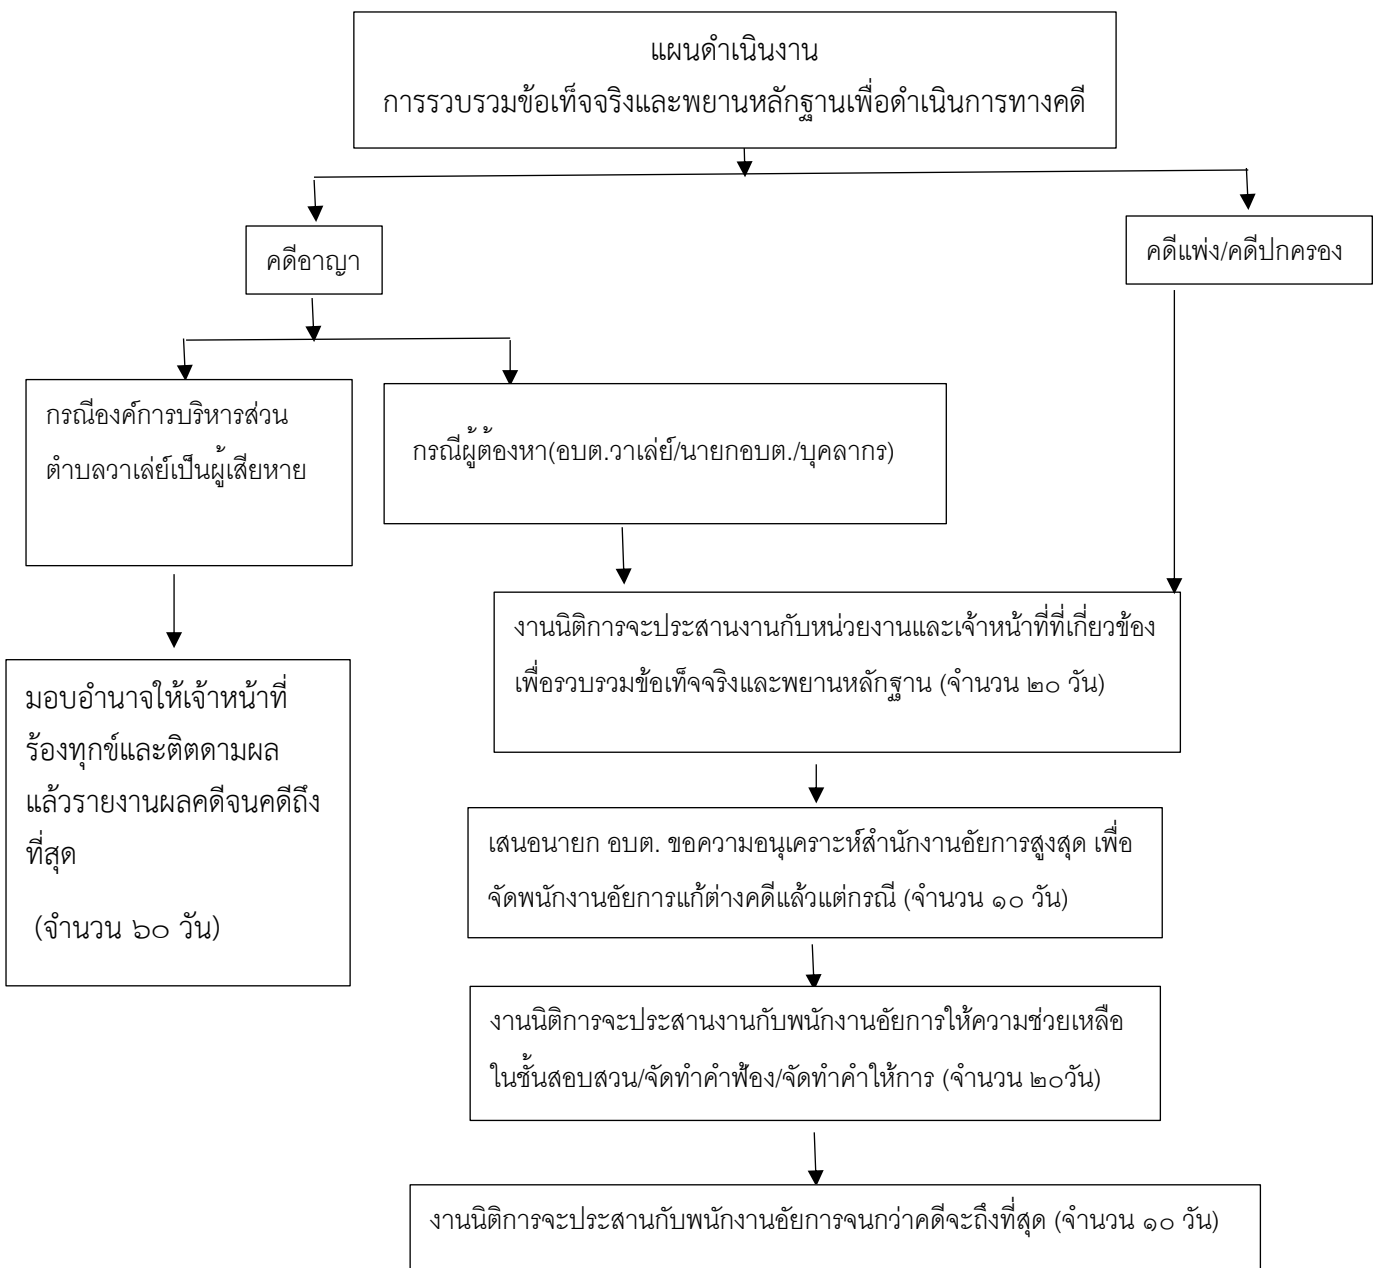 แผนดำเนินงาน
การรวบรวมข้อเท็จจริงและพยานหลักฐานเพื่อดำเนินการทางคดี
คดีอาญา
คดีแพ่ง/คดีปกครอง
กรณีองค์การบริหารส่วน
ตำบลวาเล่ย์เป็นผู้เสียหาย
กรณีผู้ต้องหา(อบต.วาเล่ย์/นายกอบต./บุคลากร)
มอบอำนาจให้เจ้าหน้าที่
ร้องทุกข์และติตดามผล
แล้วรายงานผลคดีจนคดีถึง
ที่สุด
(จำนวน ๖๐ วัน)
งานนิติการจะประสานงานกับหน่วยงานและเจ้าหน้าที่ที่เกี่ยวข้อง
เพื่อรวบรวมข้อเท็จจริงและพยานหลักฐาน (จำนวน ๒๐ วัน)
เสนอนายก อบต. ขอความอนุเคราะห์สำนักงานอัยการสูงสุด เพื่อ
จัดพนักงานอัยการแก้ต่างคดีแล้วแต่กรณี (จำนวน ๑๐ วัน)
งานนิติการจะประสานงานกับพนักงานอัยการให้ความช่วยเหลือ
ในชั้นสอบสวน/จัดทำคำฟ้อง/จัดทำคำให้การ (จำนวน ๒๐วัน)
งานนิติการจะประสานกับพนักงานอัยการจนกว่าคดีจะถึงที่สุด (จำนวน ๑๐ วัน)